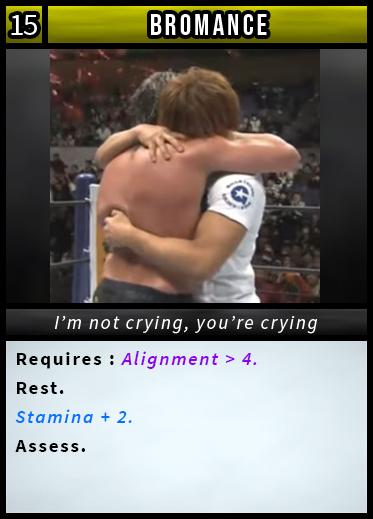 15
BROMANCE
I'm not crying, you're crying
Requires : Alignment > 4.
Rest.
Stamina + 2.
Assess.